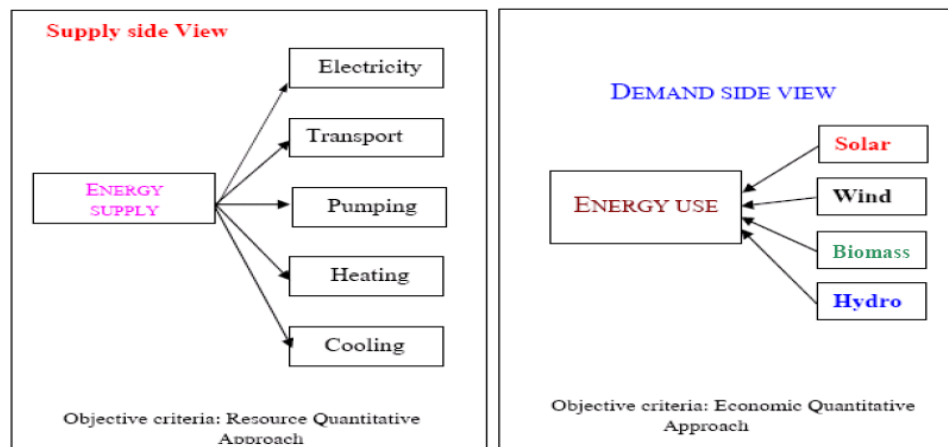 Supply side View
Electricity
Transport
ENERGY
SUPPLY
Pumping
Heating
Cooling
Objective criteria: Resource Quantitative
Approach
DEMAND SIDE VIEW
Solar
ENERGY USE
Wind
Biomass
Hydro
Objective criteria: Economic Quantitative
Approach